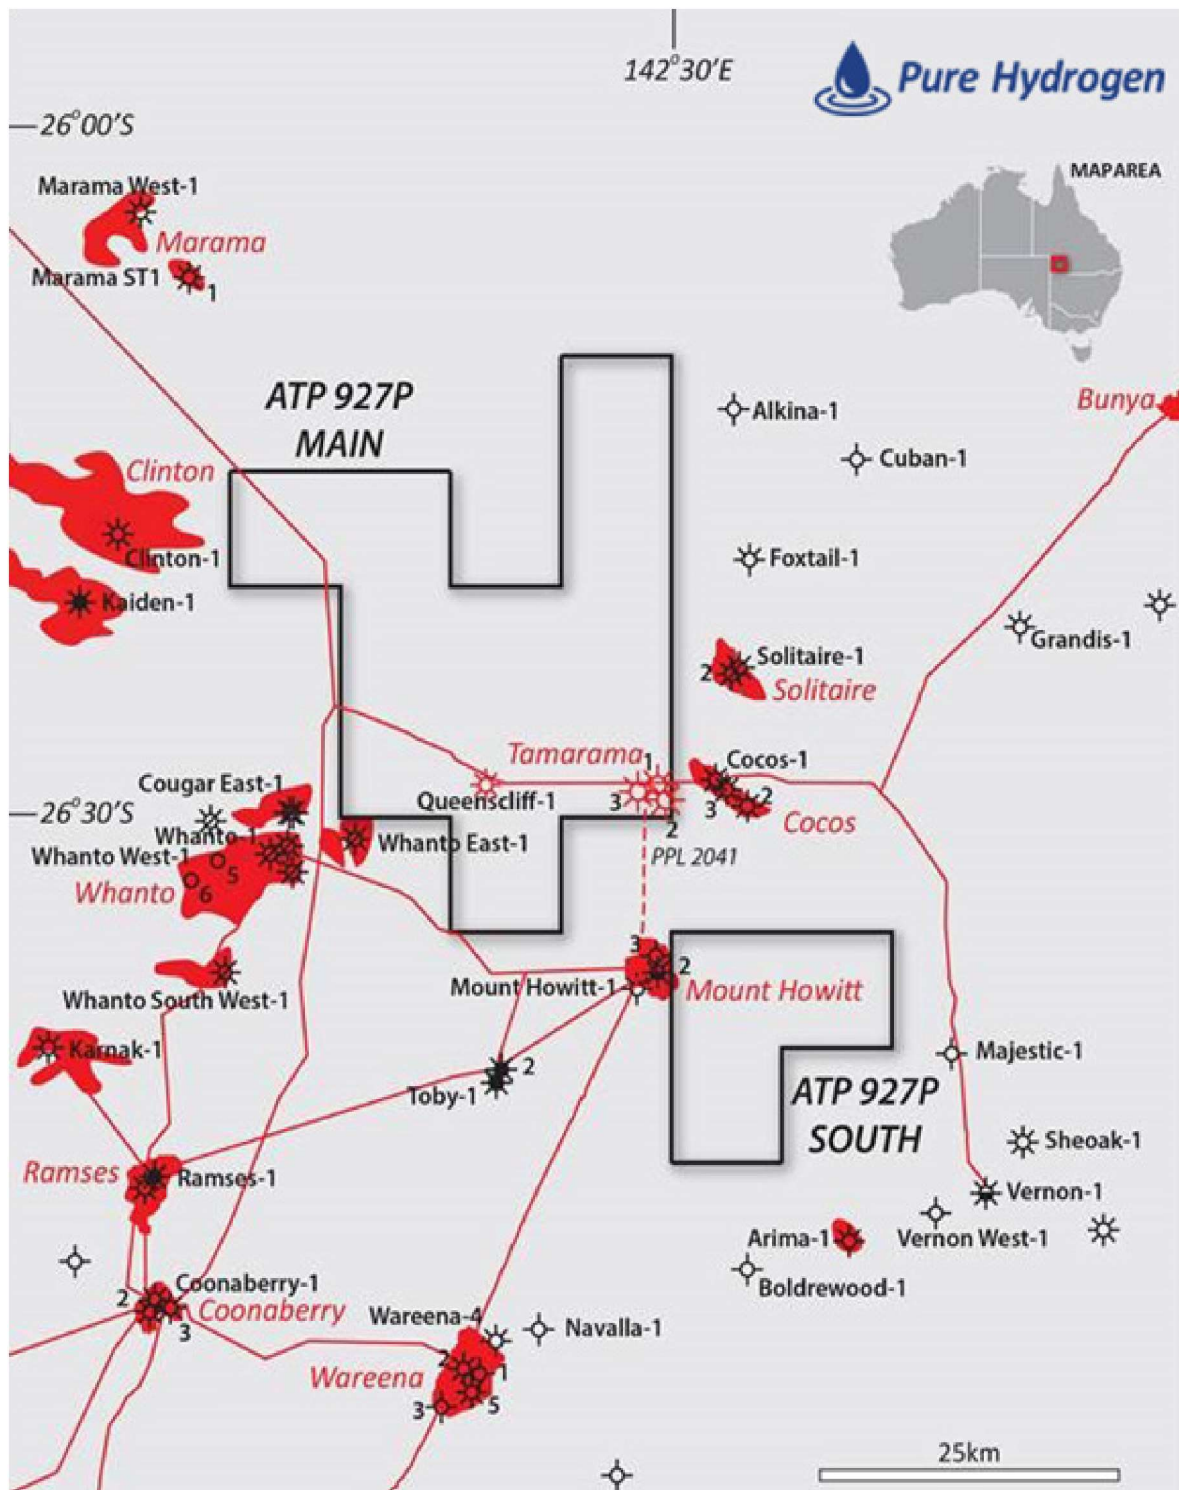 142°30'E
Pure Hydrogen
26°00'S
MAPAREA
Marama West-1
Marama
Marama ST1
1
ATP 927P
MAIN
Alkina-1
Bunya
Cuban-1
Clinton
Clinton-1
Foxtail-1
Kaiden-1
Grandis-1
Solitaire-1
2
Solitaire
Tamarama
1
Cocos-1
Cougar East-1
Queenscliff-1
3
3
2
26°30'S
Cocos
2
Whanto-1
Whanto East-1
Whanto West-1
5
PPL 2041
Whanto
6
3
2
Mount Howitt-1
Mount Howitt
Whanto South West-1
Karnak-1
2
Toby-1
Majestic-1
ATP 927P
SOUTH
Sheoak-1
Ramses
Ramses-1
Vernon-1
Arima-1
Vernon West-1
Coonaberry-1
Boldrewood-1
2
Coonaberry
3
Wareena-4
Navalla-1
2
1
Wareena
3
5
25km